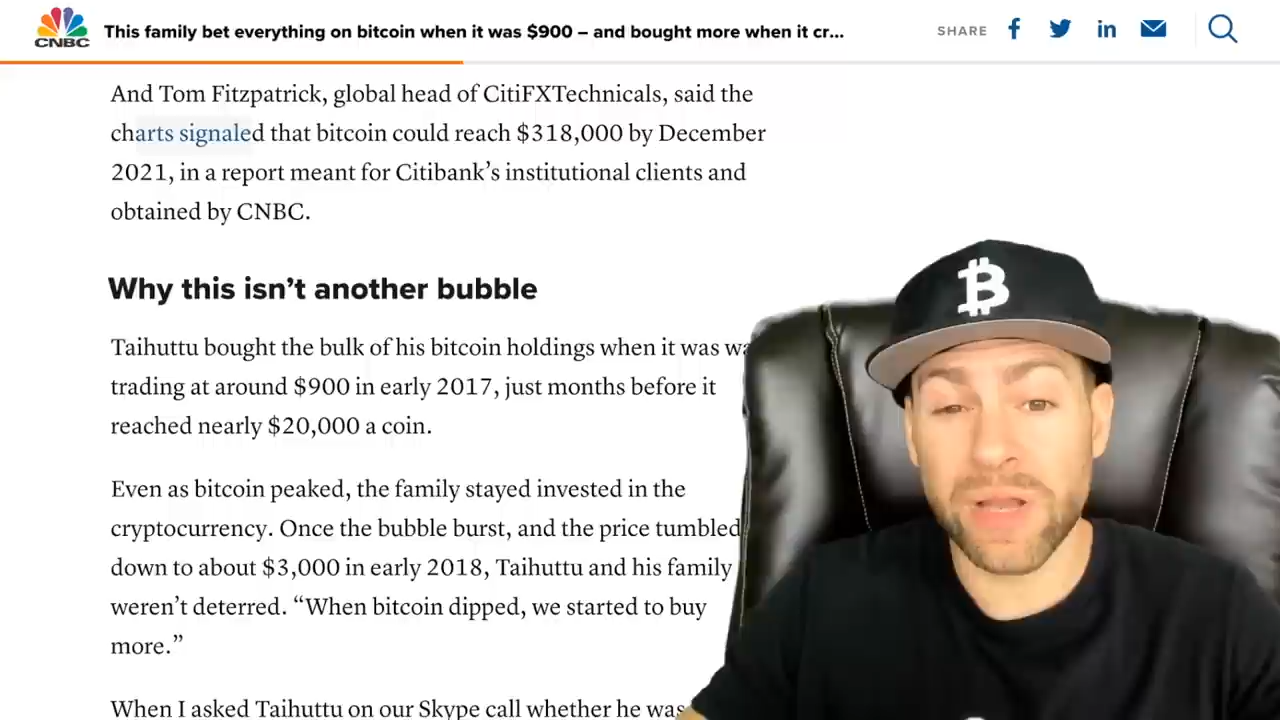 CNBC
This family bet everything on bitcoin when it was $900 – and bought more when it cr...
SHARE
And Tom Fitzpatrick, global head of CitiFXTechnicals, said the
charts signaled that bitcoin could reach $318,000 by December
2021, in a report meant for Citibank’s institutional clients and
obtained by CNBC.
Why this isn’t another bubble
Taihuttu bought the bulk of his bitcoin holdings when it was wa
trading at around $900 in early 2017, just months before it
reached nearly $20,000 a coin.
Even as bitcoin peaked, the family stayed invested in the
cryptocurrency. Once the bubble burst, and the price tumbled
down to about $3,000 in early 2018, Taihuttu and his family
weren’t deterred. “When bitcoin dipped, we started to buy
more.”
When I asked Taihuttu on our Skype call whether he was